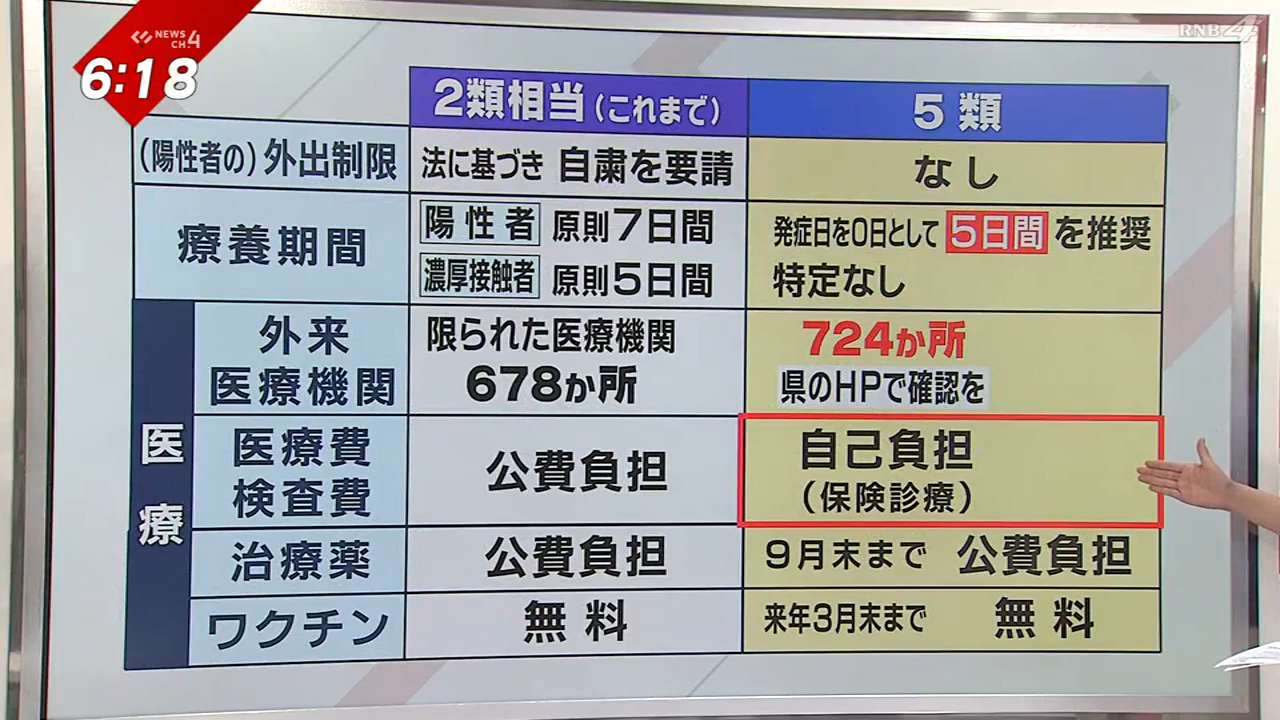 NEWS
CH.4
6:18
RNB 4
2類相当(これまで)
5類
(陽性者の)外出制限
法に基づき 自粛を要請
なし
療養期間
陽性者 原則7日間
濃厚接触者 原則5日間
発症日を0日として 5日間 を推奨
特定なし
医療
外来
医療機関
限られた医療機関
678か所
724か所
県のHPで確認を
医療費
検査費
公費負担
自己負担
(保険診療)
治療薬
公費負担
9月末まで 公費負担
ワクチン
無料
来年3月末まで 無料